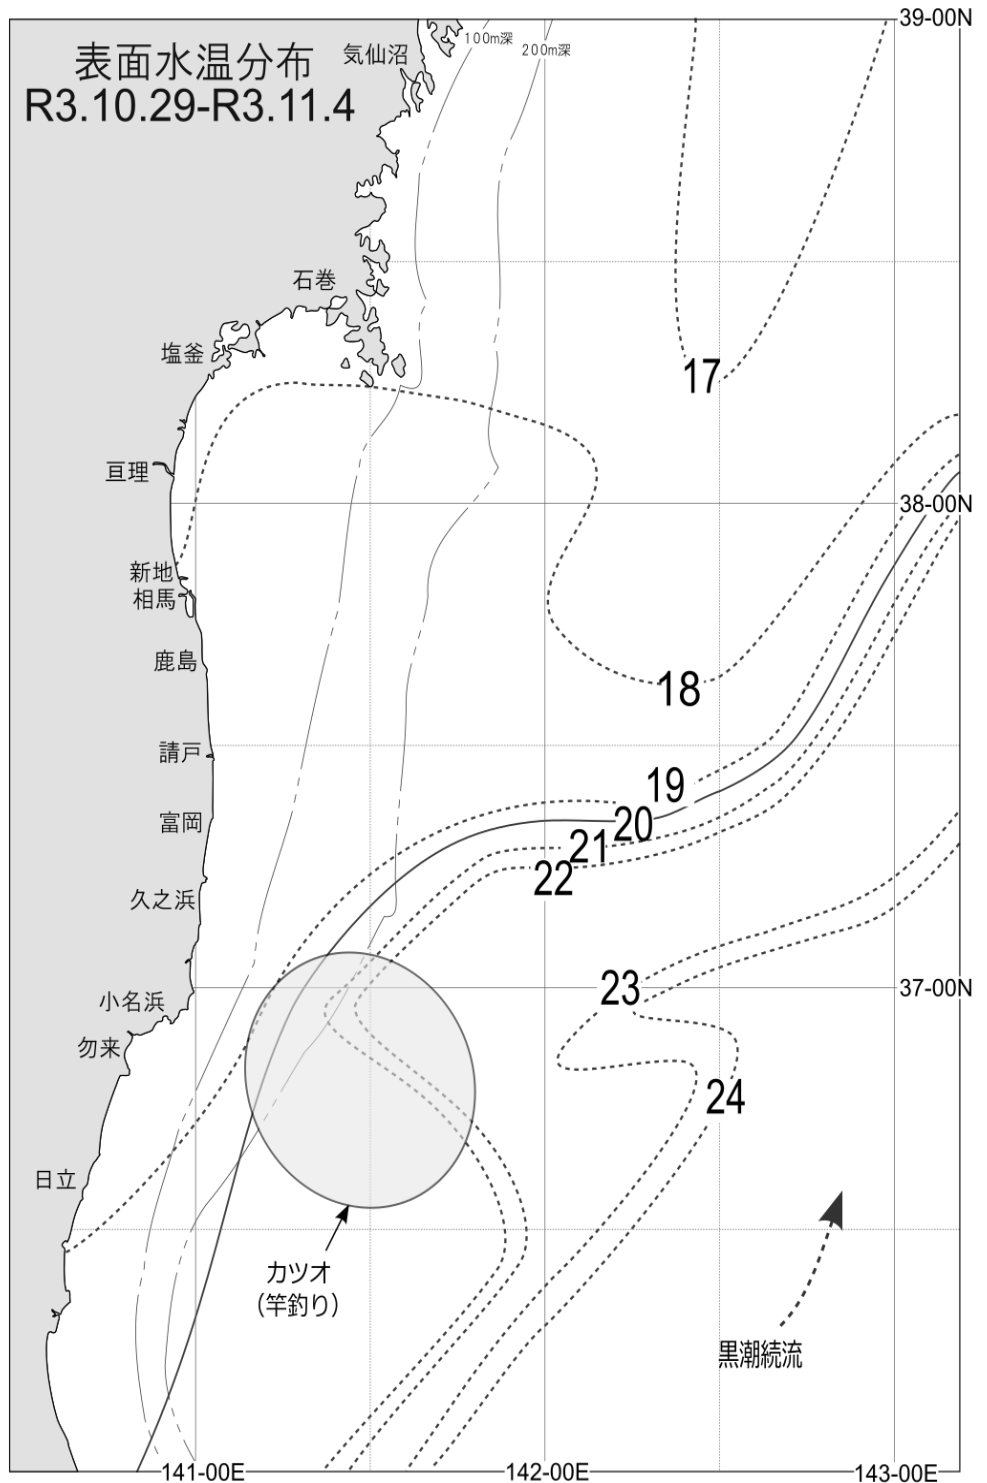 39-00N
表面水温分布
R3.10.29-R3.11.4
気仙沼
100m深
200m深
石巻
塩釜
17
亘理
38-00N
新地
相馬
鹿島
18
請戸
19
富岡
20
21
22
久之浜
23
37-00N
小名浜
勿来
24
日立
カツオ
(竿釣り)
黒潮続流
141-00E
142-00E
143-00E